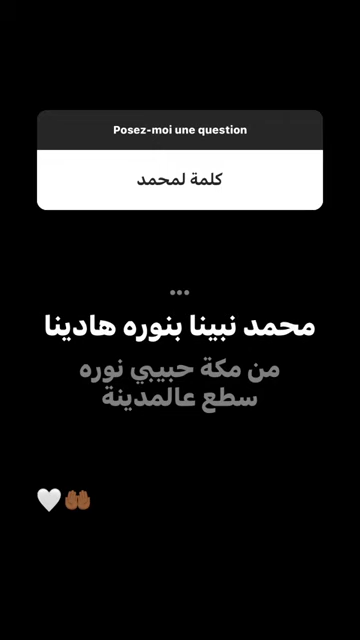 Posez-moi une question
كلمة لمحمد
...
محمد نبينا بنوره هادينا
من مكة حبيبي نوره
سطع عالمدينة
🤍🤲🏾